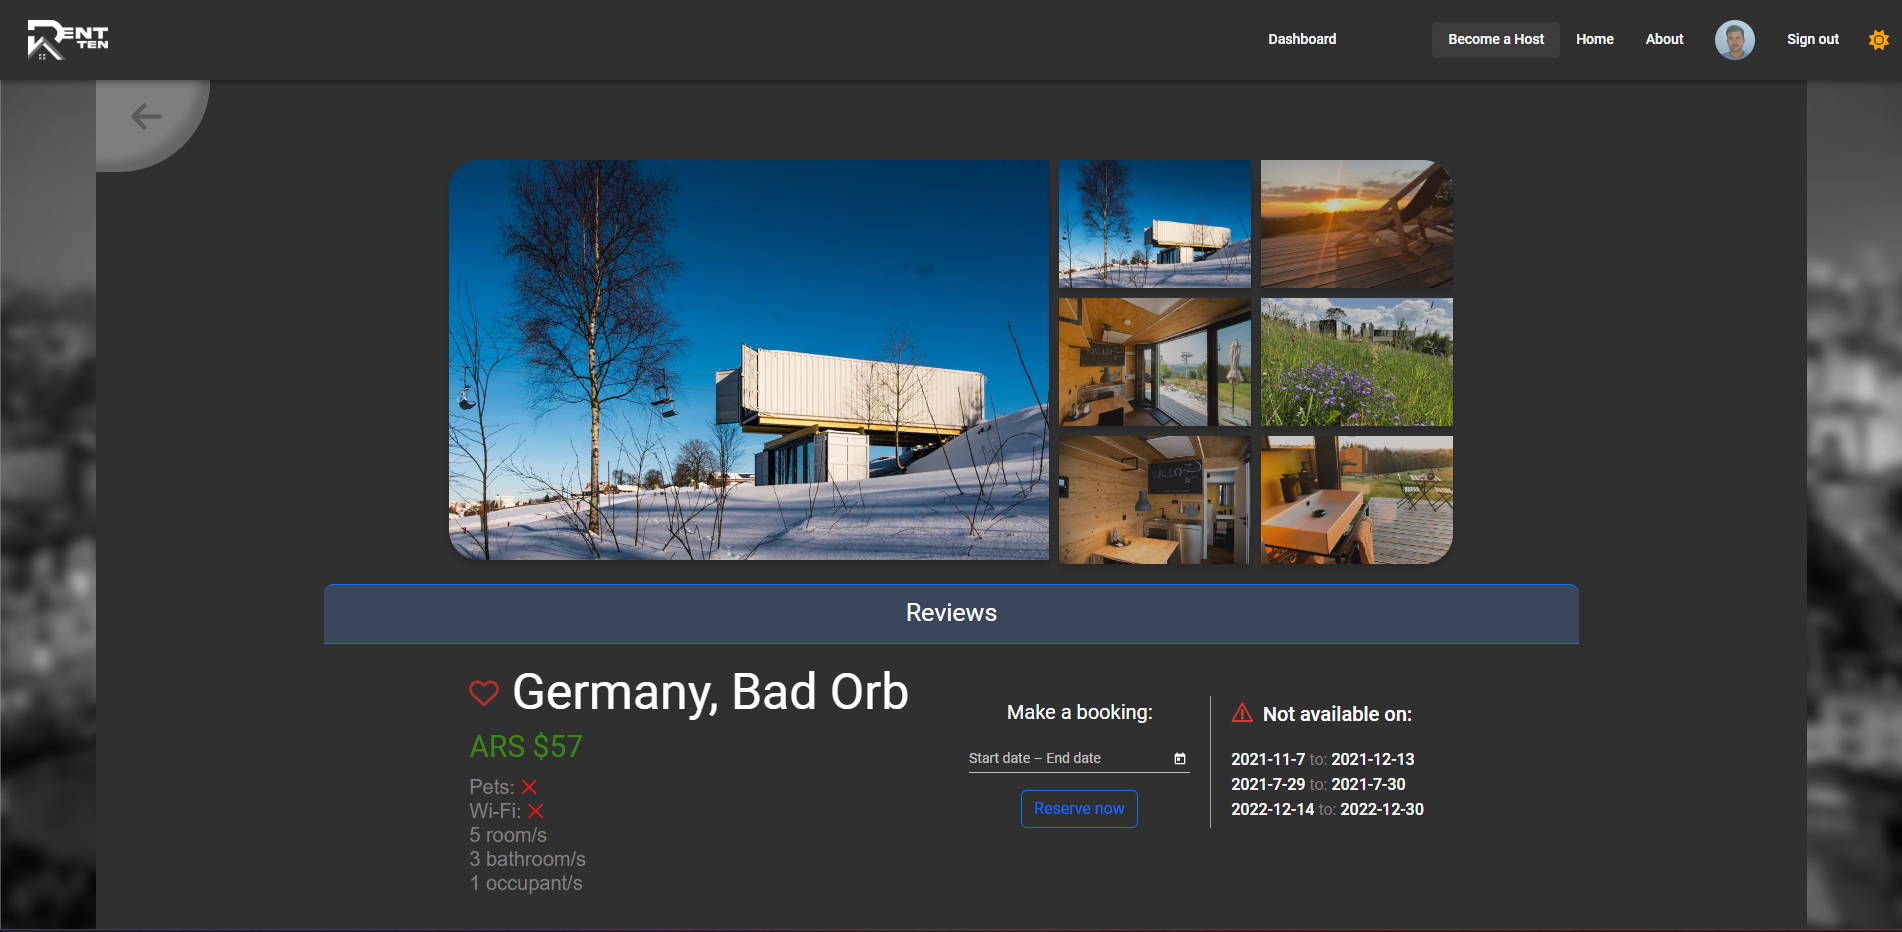 RENT
TEN
Dashboard
Become a Host
Home
About
Sign out
HALLO
HALLO
Reviews
Germany, Bad Orb
ARS $57
Pets:
Wi-Fi:
5 room/s
3 bathroom/s
1 occupant/s
Make a booking:
Start date – End date
Reserve now
Not available on:
2021-11-7 to: 2021-12-13
2021-7-29 to: 2021-7-30
2022-12-14 to: 2022-12-30